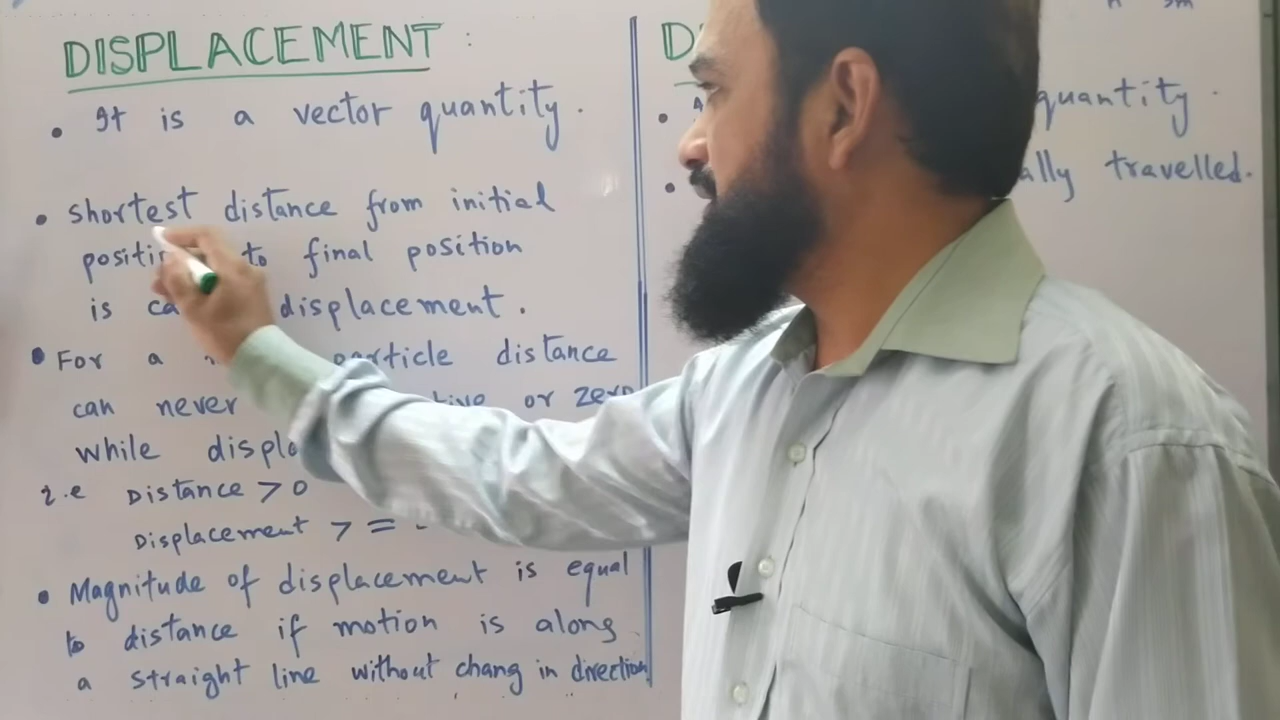 DISPLACEMENT :
• It is a vector quantity.
• shortest distance from initial
to final position
is displacement.
• For a particle distance
can never or zero
while
i.e Distance > 0
Displacement > =
• Magnitude of displacement is equal
to distance if motion is along
a straight line without chang in direction
quantity.
travelled.